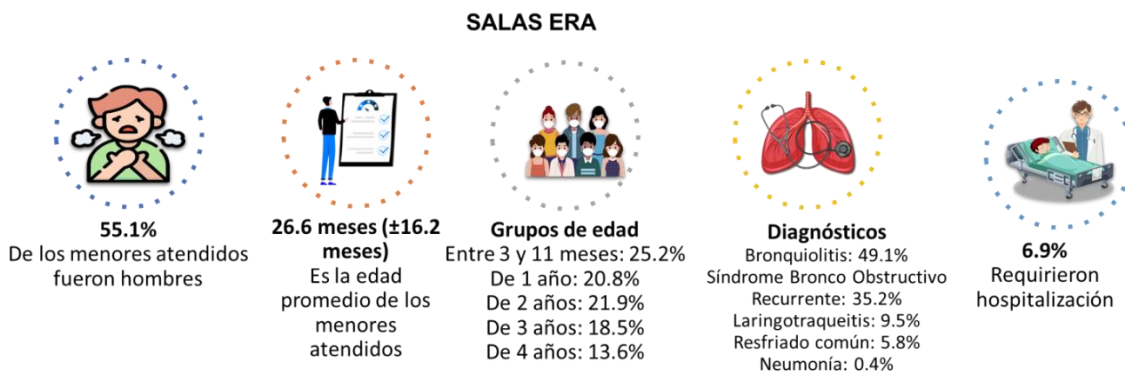 SALAS ERA
55.1%
De los menores atendidos
fueron hombres
26.6 meses (±16.2
meses)
Es la edad
promedio de los
menores
atendidos
Grupos de edad
Entre 3 y 11 meses: 25.2%
De 1 año: 20.8%
De 2 años: 21.9%
De 3 años: 18.5%
De 4 años: 13.6%
Diagnósticos
Bronquiolitis: 49.1%
Síndrome Bronco Obstructivo
Recurrente: 35.2%
Laringotraqueitis: 9.5%
Resfriado común: 5.8%
Neumonía: 0.4%
6.9%
Requirieron
hospitalización